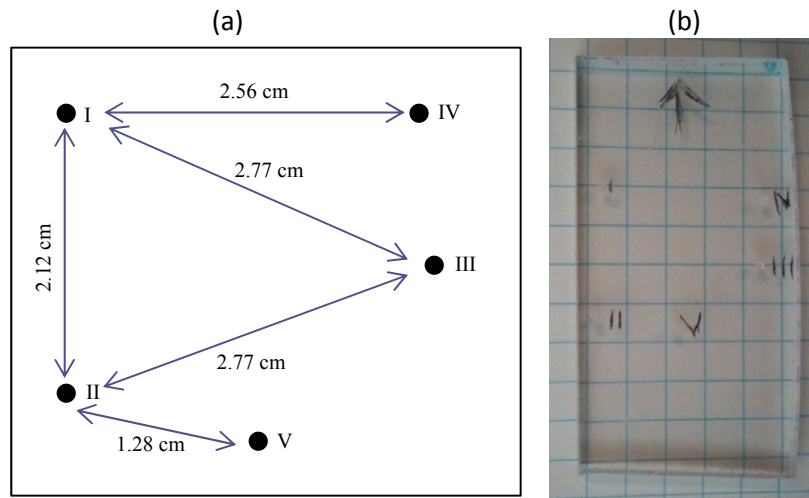 (a)
(b)
2.56 cm
I
IV
2.77 cm
2.12 cm
III
2.77 cm
II
1.28 cm
V
I
IV
III
II
V